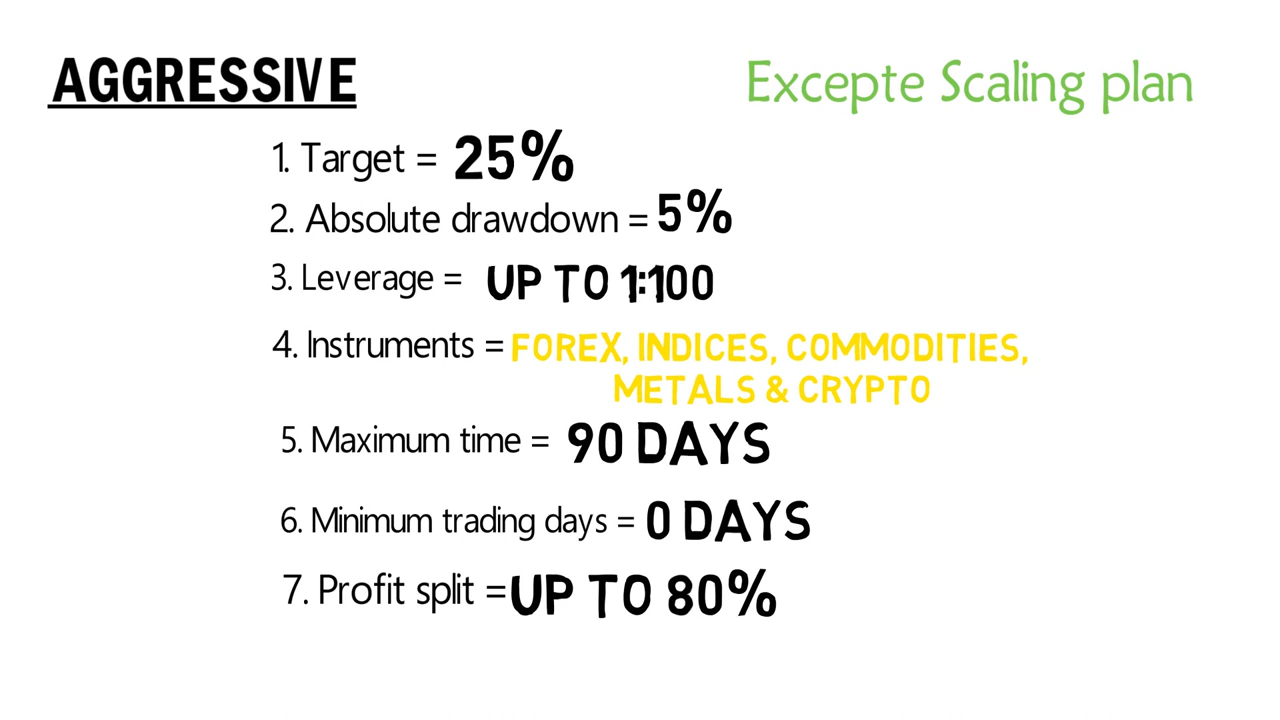 AGGRESSIVE
Excepte Scaling plan
1. Target = 25%
2. Absolute drawdown = 5%
3. Leverage = UP TO 1:100
4. Instruments = FOREX, INDICES, COMMODITIES,
METALS & CRYPTO
5. Maximum time = 90 DAYS
6. Minimum trading days = 0 DAYS
7. Profit split = UP TO 80%